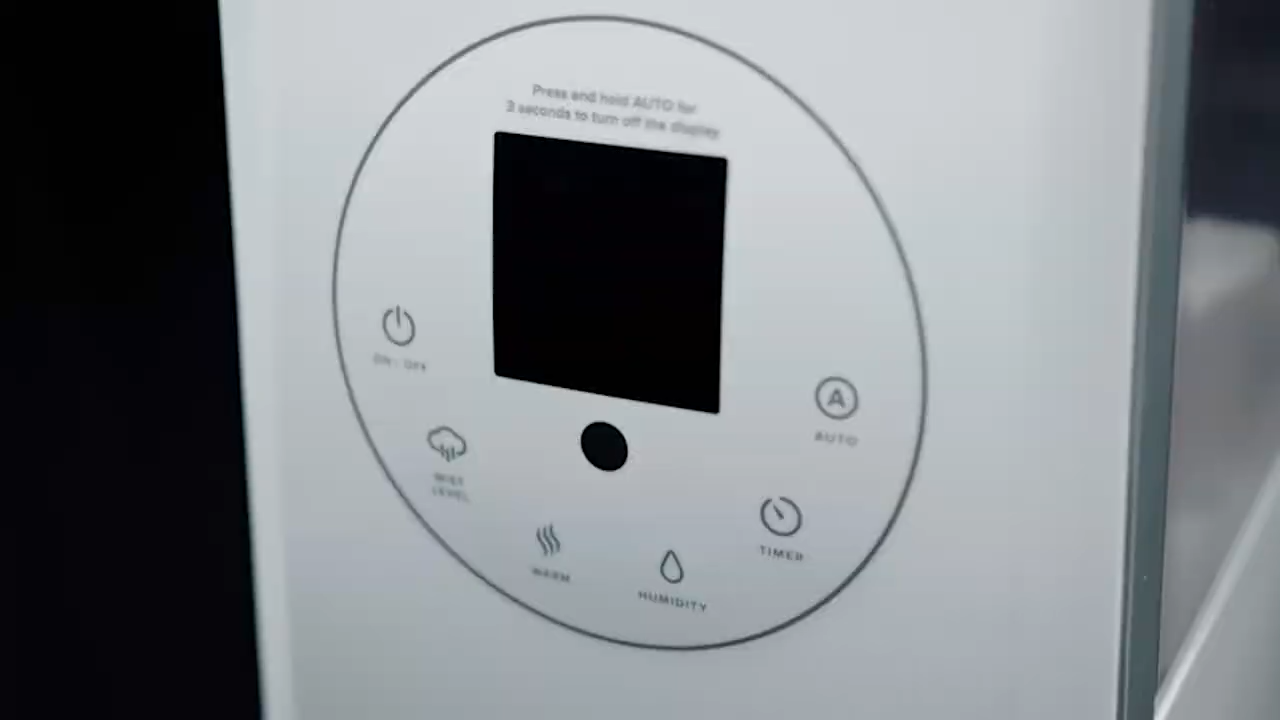 Press and hold AUTO for
3 seconds to turn off the display
ON / OFF
MIST
LEVEL
WARM
HUMIDITY
TIMER
A
AUTO